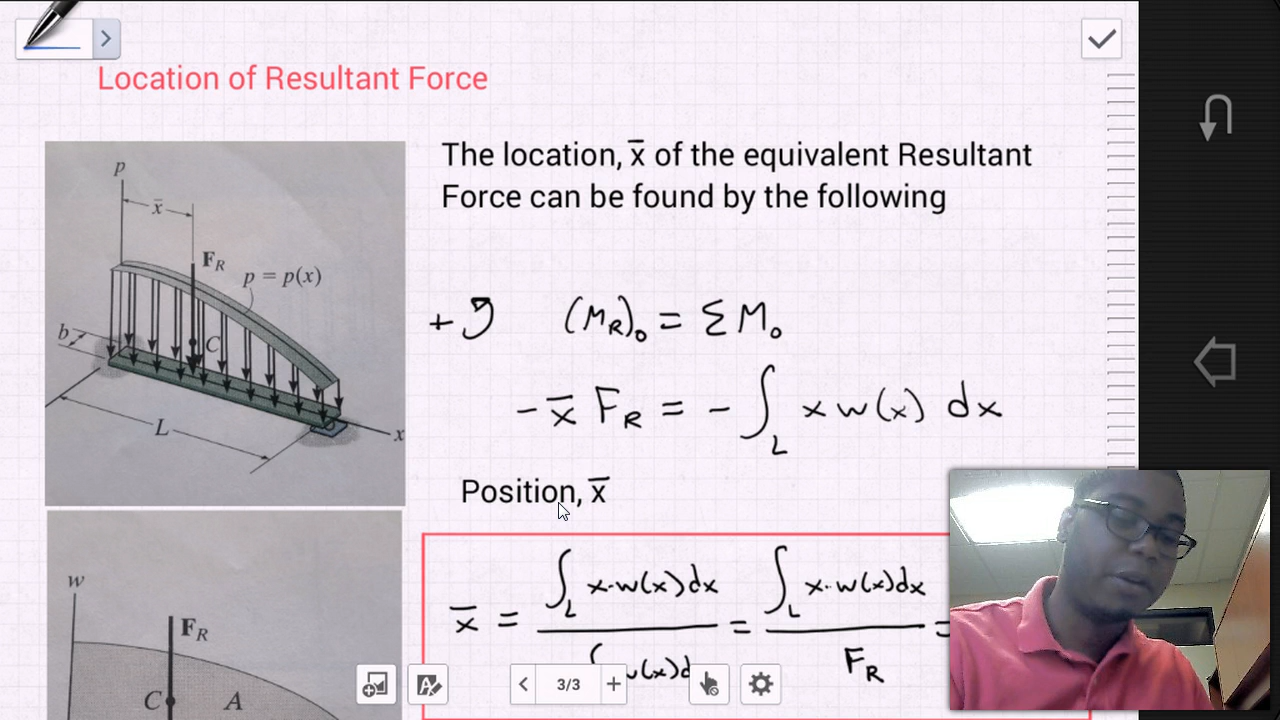 Location of Resultant Force
The location, x̄ of the equivalent Resultant
Force can be found by the following
p
x̄
F_R
p = p(x)
b
C
L
x
+↺ (M_R)_o = Σ M_o
- x̄ F_R = - ∫_L x w(x) dx
Position, x̄
x̄ = ∫_L x·w(x)dx = ∫_L x·w(x)dx =
w(x)d F_R
w
F_R
C A
3/3